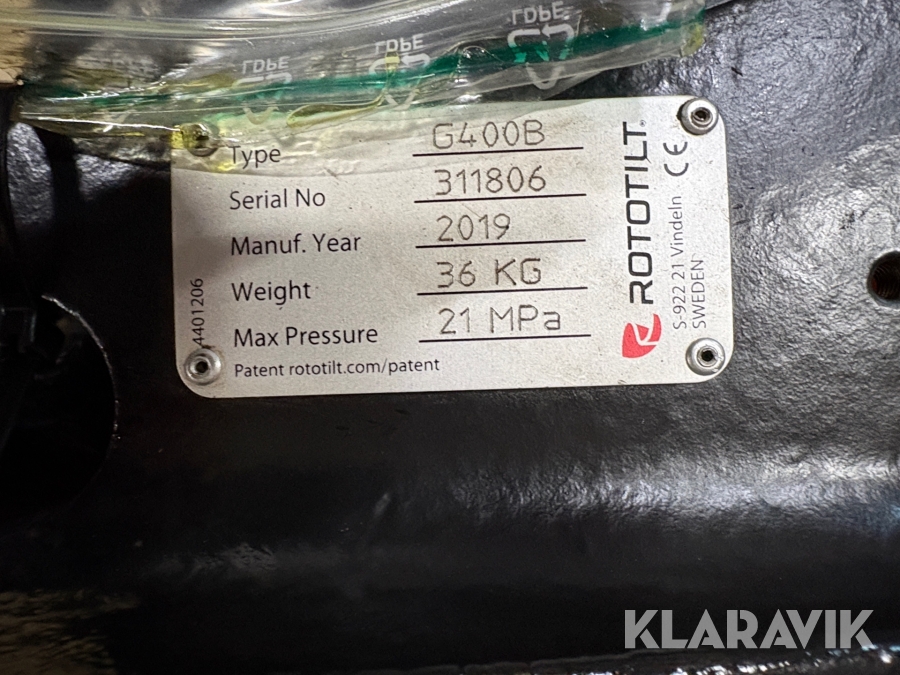 LDPE
LDPE
LDPE
Type G400B
Serial No 311806
Manuf. Year 2019
Weight 36 KG
Max Pressure 21 MPa
Patent rototilt.com/patent
4401206
ROTOTILT®
CE
S-922 21 Vindeln
SWEDEN
KLARAVIK